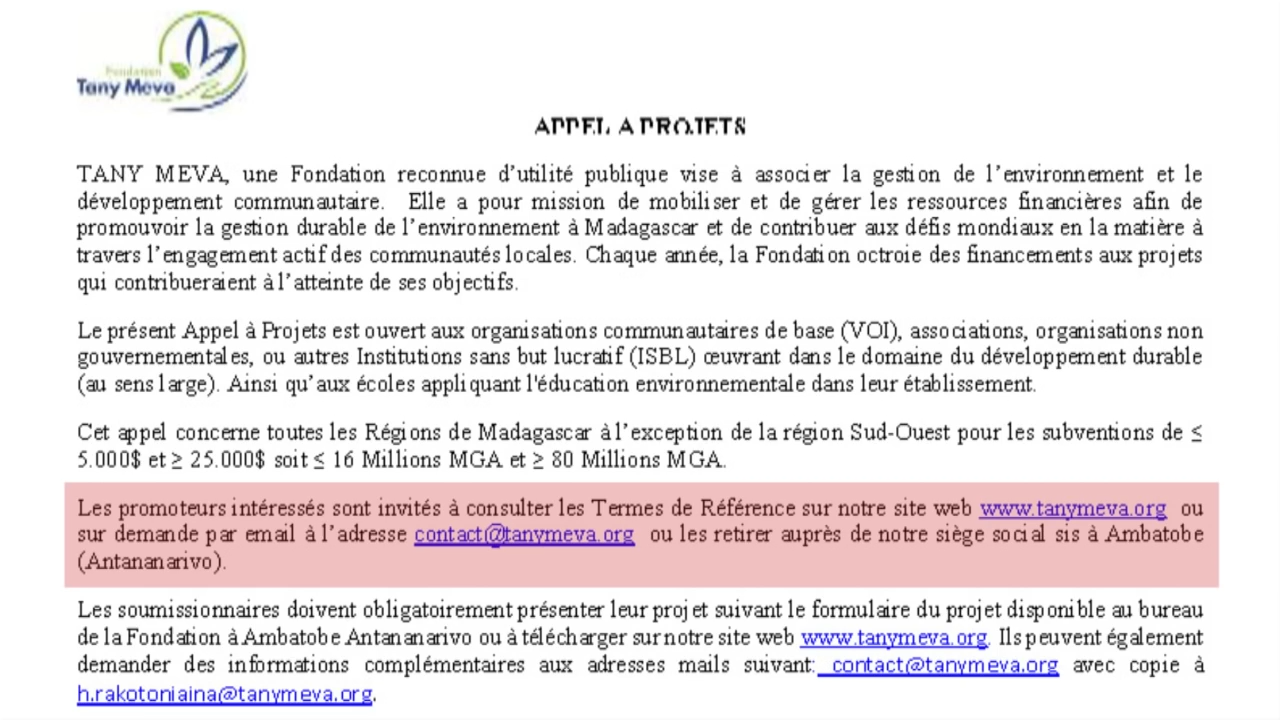 Fondation
Tany Meva
APPEL A PROJETS
TANY MEVA, une Fondation reconnue d’utilité publique vise à associer la gestion de l’environnement et le
développement communautaire. Elle a pour mission de mobiliser et de gérer les ressources financières afin de
promouvoir la gestion durable de l’environnement à Madagascar et de contribuer aux défis mondiaux en la matière à
travers l’engagement actif des communautés locales. Chaque année, la Fondation octroie des financements aux projets
qui contribueraient à l’atteinte de ses objectifs.
Le présent Appel à Projets est ouvert aux organisations communautaires de base (VOI), associations, organisations non
gouvernementales, ou autres Institutions sans but lucratif (ISBL) œuvrant dans le domaine du développement durable
(au sens large). Ainsi qu’aux écoles appliquant l'éducation environnementale dans leur établissement.
Cet appel concerne toutes les Régions de Madagascar à l’exception de la région Sud-Ouest pour les subventions de ≤
5.000$ et ≥ 25.000$ soit ≤ 16 Millions MGA et ≥ 80 Millions MGA.
Les promoteurs intéressés sont invités à consulter les Termes de Référence sur notre site web www.tanymeva.org ou
sur demande par email à l’adresse contact@tanymeva.org ou les retirer auprès de notre siège social sis à Ambatobe
(Antananarivo).
Les soumissionnaires doivent obligatoirement présenter leur projet suivant le formulaire du projet disponible au bureau
de la Fondation à Ambatobe Antananarivo ou à télécharger sur notre site web www.tanymeva.org. Ils peuvent également
demander des informations complémentaires aux adresses mails suivant: contact@tanymeva.org avec copie à
h.rakotoniaina@tanymeva.org.